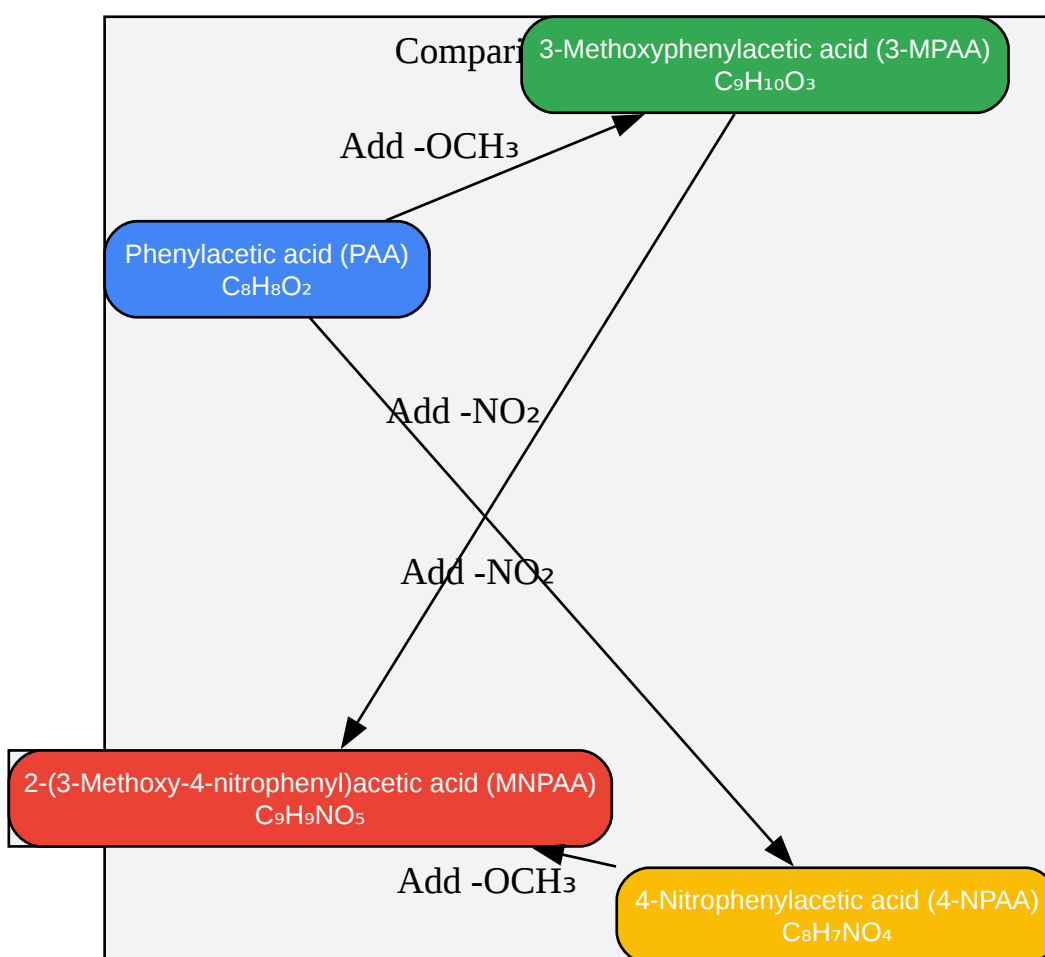 Compari
3-Methoxyphenylacetic acid (3-MPAA)
C₉H₁₀O₃
Add -OCH₃
Phenylacetic acid (PAA)
C₈H₈O₂
Add -NO₂
Add -NO₂
2-(3-Methoxy-4-nitrophenyl)acetic acid (MNPAA)
C₉H₉NO₅
Add -OCH₃
4-Nitrophenylacetic acid (4-NPAA)
C₈H₇NO₄